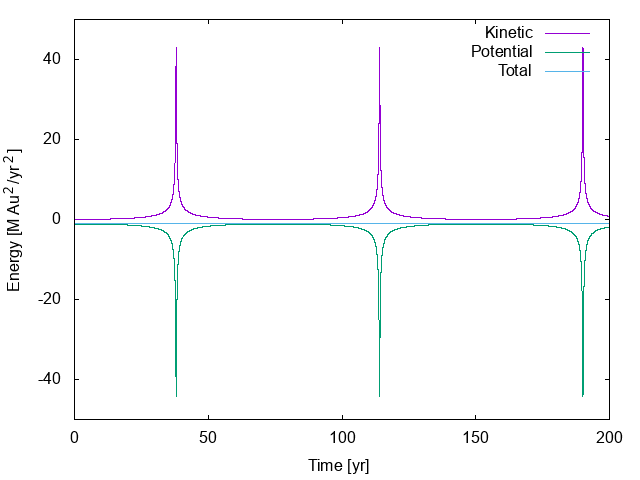 Kinetic
Potential
Total
40
20
0
-20
-40
Energy [M Au²/yr²]
0 50 100 150 200
Time [yr]